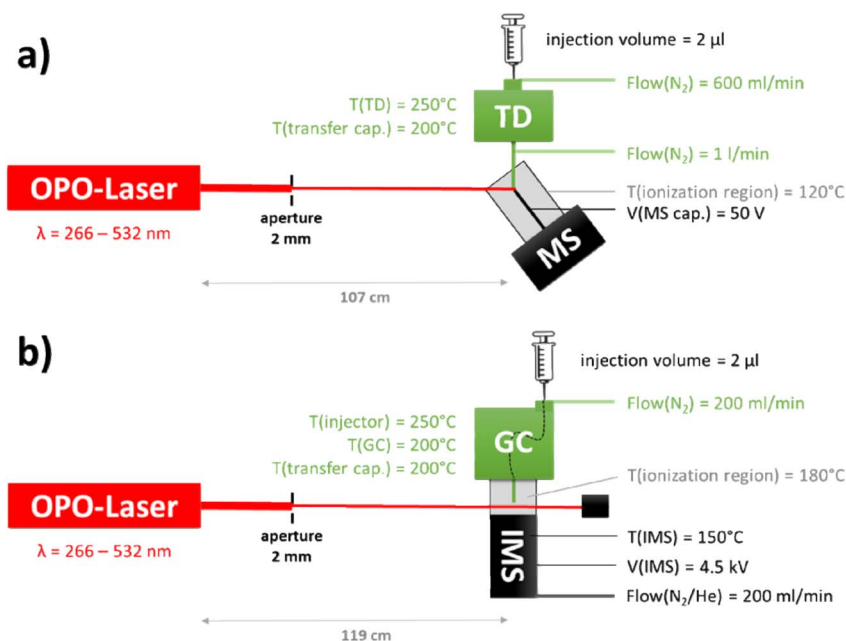 a)
injection volume = 2 µl
Flow(N₂) = 600 ml/min
T(TD) = 250°C
T(transfer cap.) = 200°C
TD
Flow(N₂) = 1 l/min
OPO-Laser
T(ionization region) = 120°C
V(MS cap.) = 50 V
aperture
2 mm
λ = 266 – 532 nm
MS
107 cm
b)
injection volume = 2 µl
Flow(N₂) = 200 ml/min
T(injector) = 250°C
T(GC) = 200°C
T(transfer cap.) = 200°C
GC
T(ionization region) = 180°C
OPO-Laser
aperture
2 mm
λ = 266 – 532 nm
IMS
T(IMS) = 150°C
V(IMS) = 4.5 kV
Flow(N₂/He) = 200 ml/min
119 cm